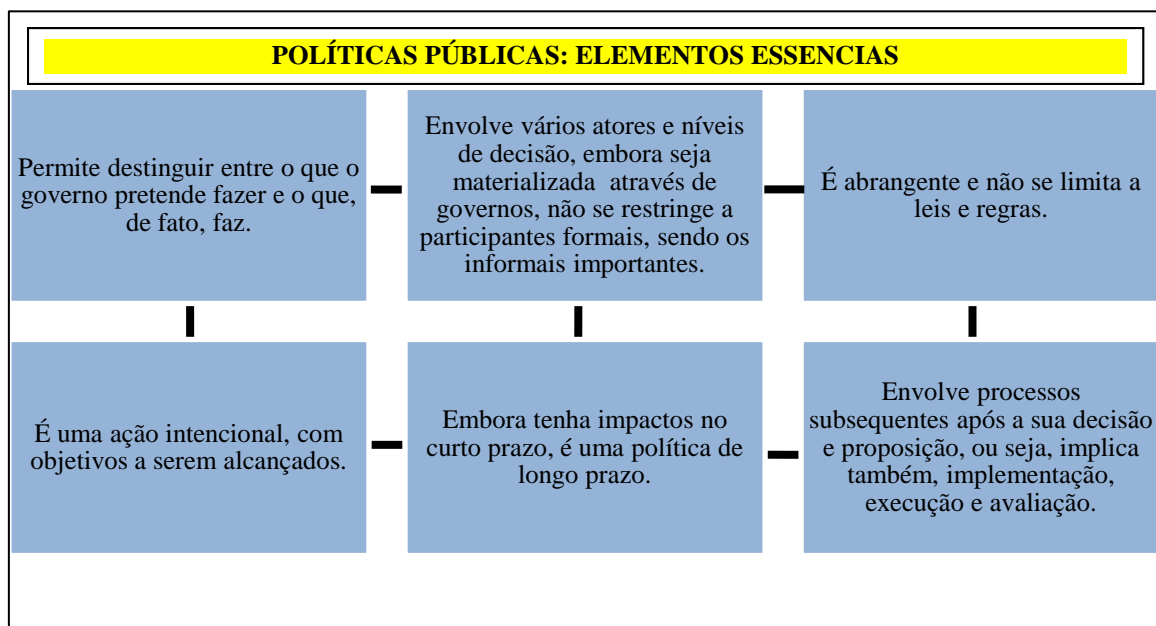 POLÍTICAS PÚBLICAS: ELEMENTOS ESSENCIAS
Permite destinguir entre o que o
governo pretende fazer e o que,
de fato, faz.
Envolve vários atores e níveis
de decisão, embora seja
materializada através de
governos, não se restringe a
participantes formais, sendo os
informais importantes.
É abrangente e não se limita a
leis e regras.
É uma ação intencional, com
objetivos a serem alcançados.
Embora tenha impactos no
curto prazo, é uma política de
longo prazo.
Envolve processos
subsequentes após a sua decisão
e proposição, ou seja, implica
também, implementação,
execução e avaliação.